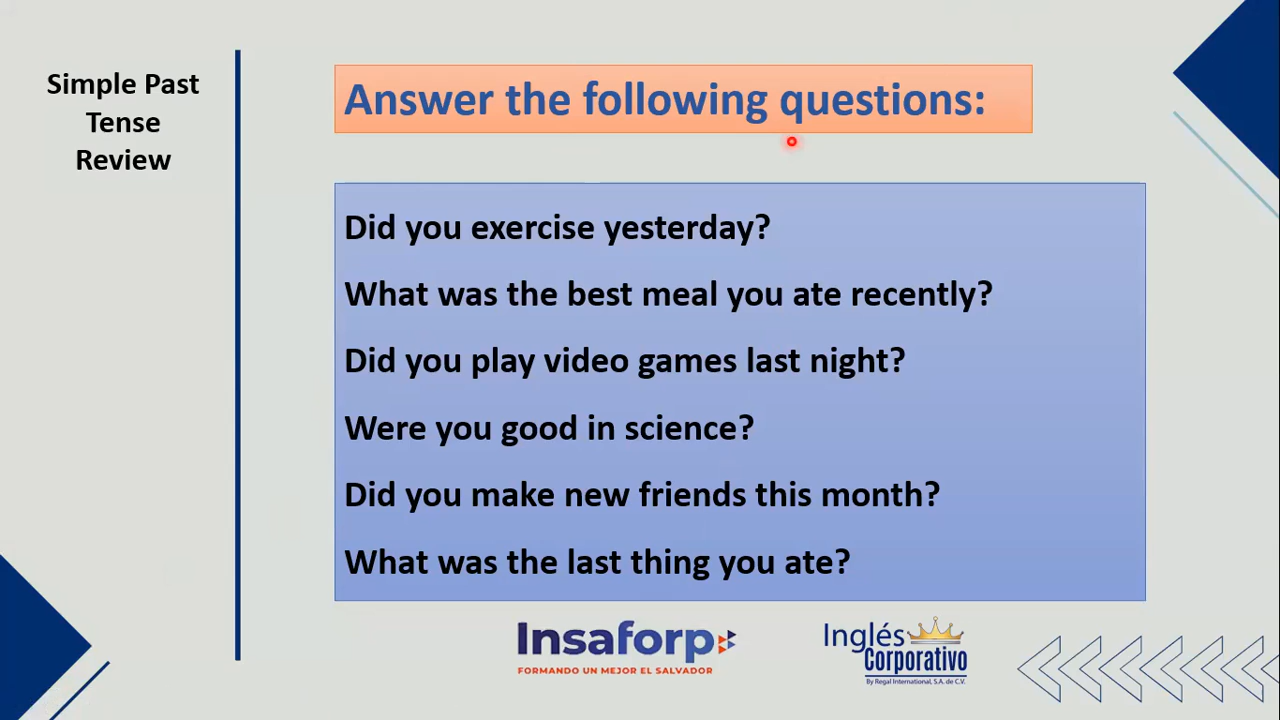 Simple Past
Tense
Review
Answer the following questions:
Did you exercise yesterday?
What was the best meal you ate recently?
Did you play video games last night?
Were you good in science?
Did you make new friends this month?
What was the last thing you ate?
Insaforp
FORMANDO UN MEJOR EL SALVADOR
Inglés
Corporativo
By Regal International, S.A. de C.V.